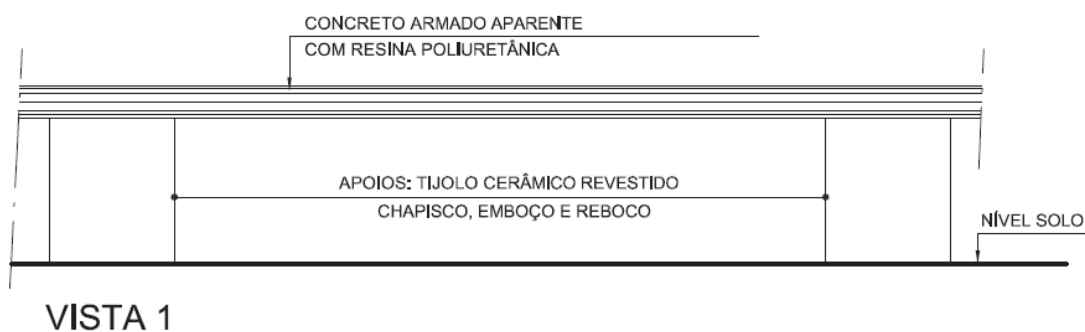 CONCRETO ARMADO APARENTE
COM RESINA POLIURETÂNICA
APOIOS: TIJOLO CERÂMICO REVESTIDO
CHAPISCO, EMBOÇO E REBOCO
NÍVEL SOLO
VISTA 1